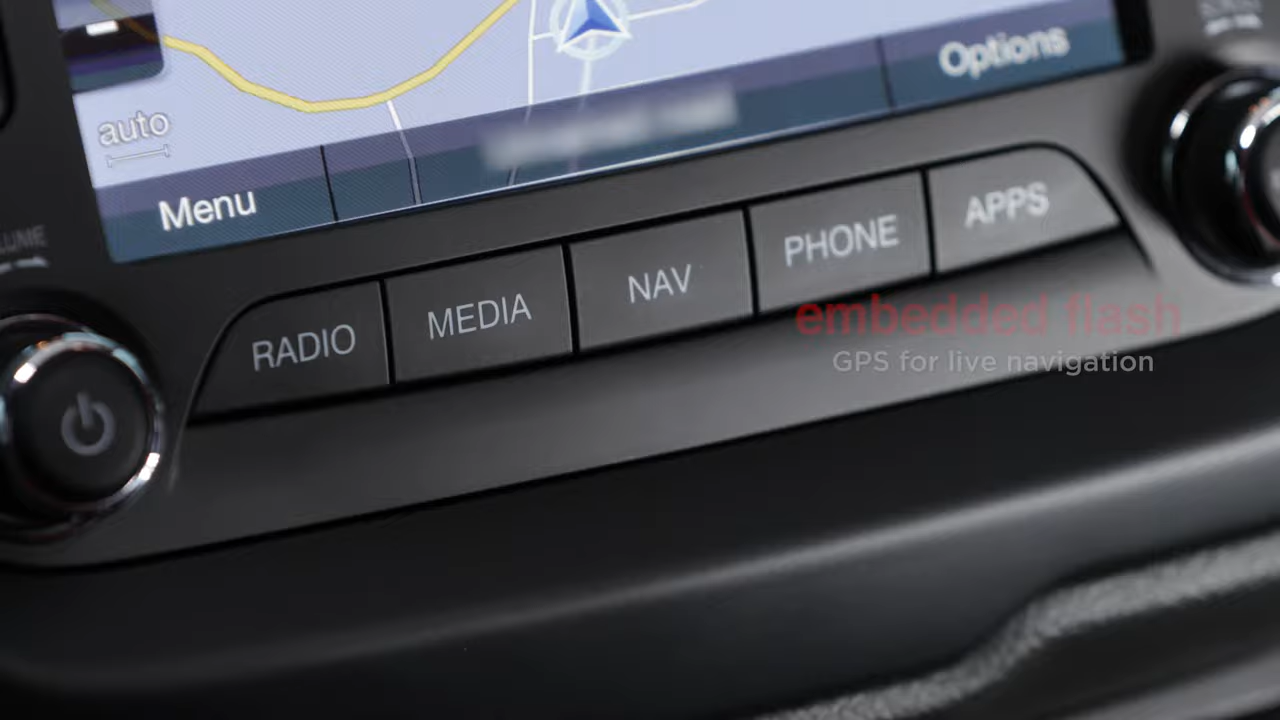 auto
Menu
Options
RADIO
MEDIA
NAV
PHONE
APPS
embedded flash
GPS for live navigation